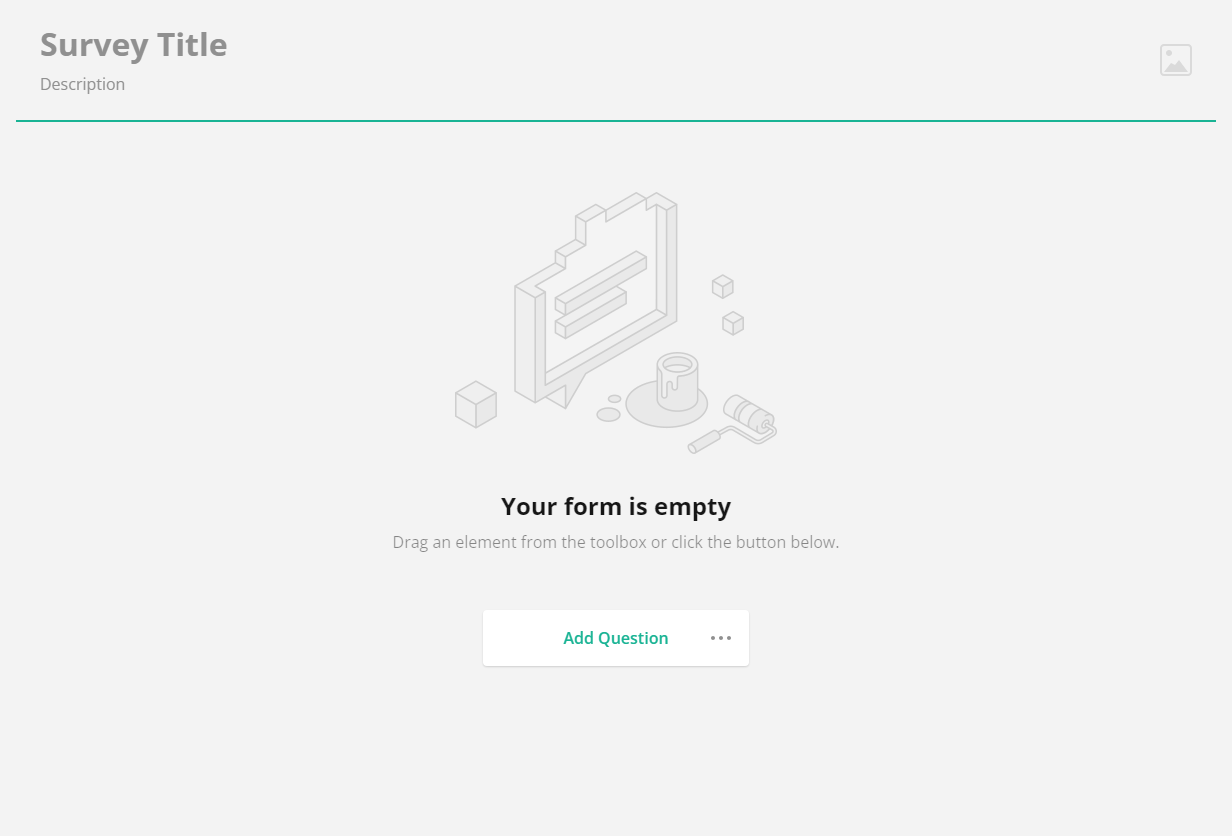 Survey Title
Description
Your form is empty
Drag an element from the toolbox or click the button below.
Add Question